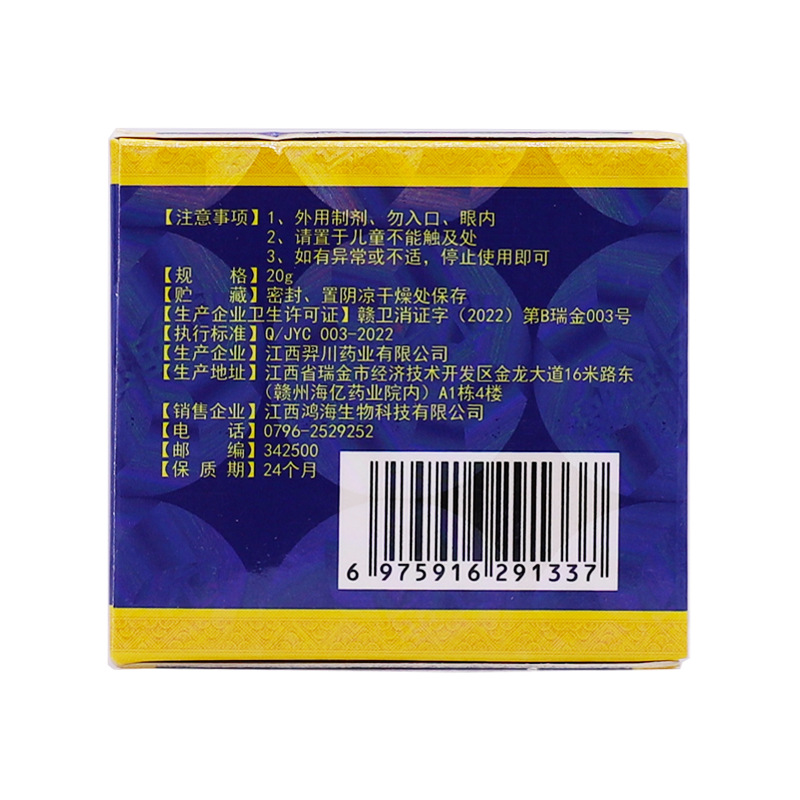 【注意事项】1、外用制剂、勿入口、眼内
2、请置于儿童不能触及处
3、如有异常或不适，停止使用即可
【规 格】20g
【贮 藏】密封、置阴凉干燥处保存
【生产企业卫生许可证】赣卫消证字（2022）第B瑞金003号
【执行标准】Q/JYC 003-2022
【生产企业】江西羿川药业有限公司
【生产地址】江西省瑞金市经济技术开发区金龙大道16米路东
（赣州海亿药业院内）A1栋4楼
【销售企业】江西鸿海生物科技有限公司
【电 话】0796-2529252
【邮 编】342500
【保 质 期】24个月
6 975916 291337